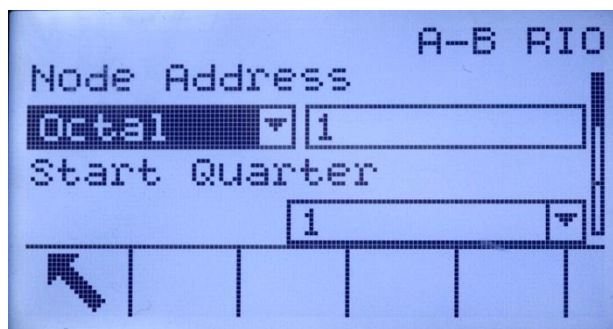 A-B RIO
Node Address
Octal 1
Start Quarter
1